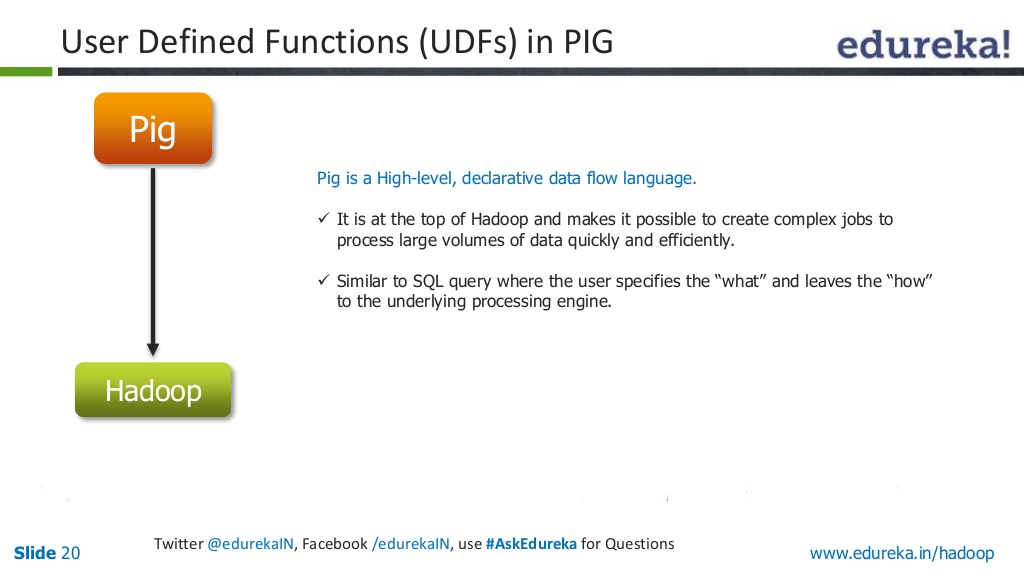 User Defined Functions (UDFs) in PIG
edureka!
Pig
Pig is a High-level, declarative data flow language.
✓ It is at the top of Hadoop and makes it possible to create complex jobs to
process large volumes of data quickly and efficiently.
✓ Similar to SQL query where the user specifies the “what” and leaves the “how”
to the underlying processing engine.
Hadoop
Slide 20
Twitter @edurekaIN, Facebook /edurekaIN, use #AskEdureka for Questions
www.edureka.in/hadoop